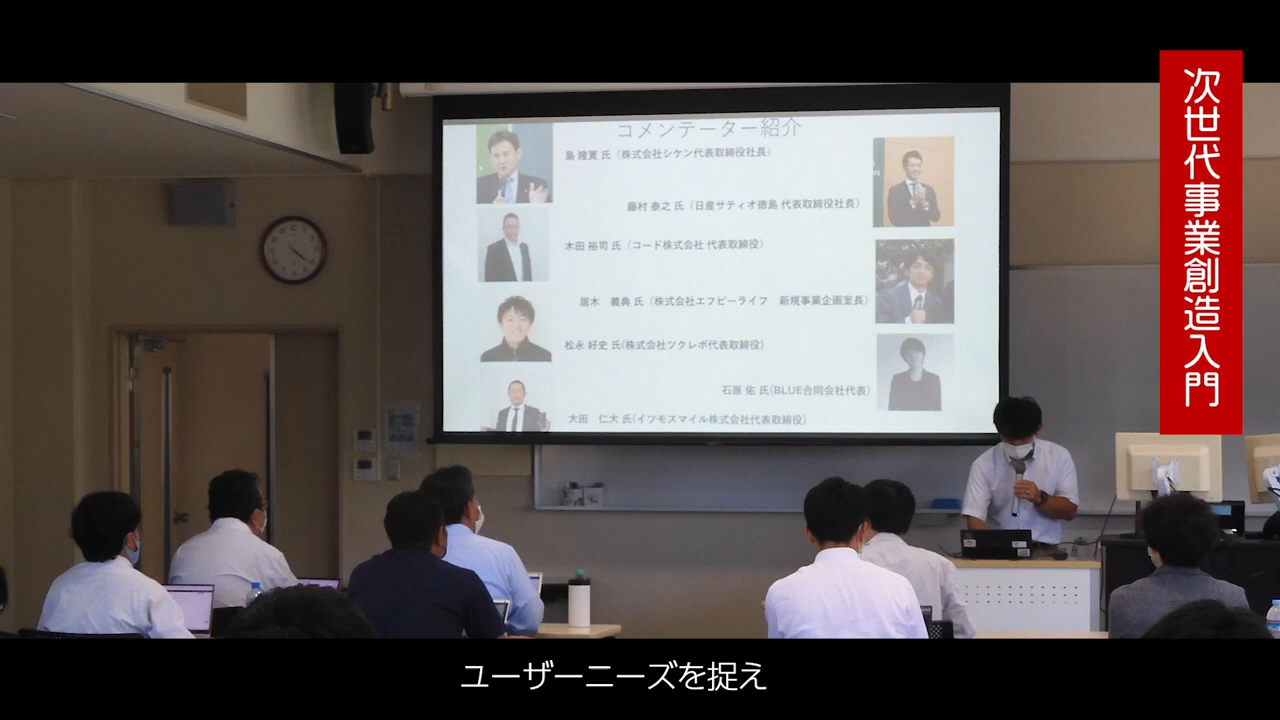 次世代事業創造入門
コメンテーター紹介
島 隆寛 氏（株式会社シケン代表取締役社長）
藤村 泰之 氏（日産サティオ徳島 代表取締役社長）
木田 裕司 氏（コード株式会社 代表取締役）
居木 義典 氏（株式会社エフビーライフ 新規事業企画室長）
松永 好史 氏(株式会社ツクレポ代表取締役)
石原 佑 氏(BLUE合同会社代表)
大田 仁大 氏(イツモスマイル株式会社代表取締役)
ユーザーニーズを捉え